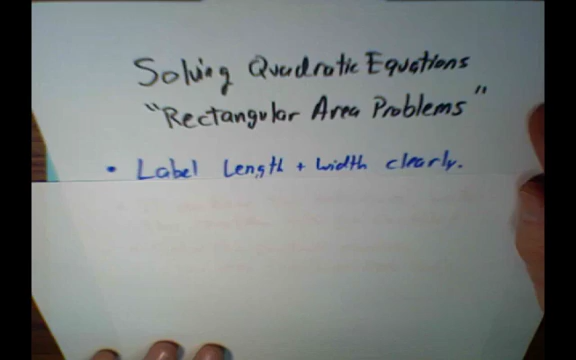 Solving Quadratic Equations
"Rectangular Area Problems"
• Label Length + width clearly.